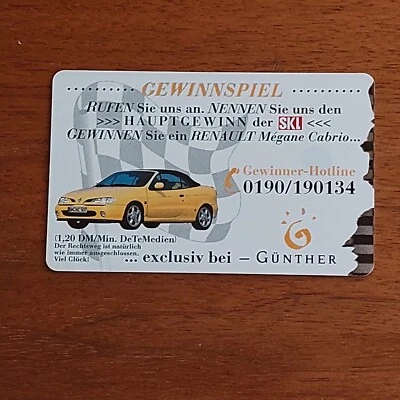 ......... GEWINNSPIEL .........
RUFEN Sie uns an. NENNEN Sie uns den
>>> HAUPTGEWINN der SKL <<<
GEWINNEN Sie ein RENAULT Mégane Cabrio...
Gewinner-Hotline
0190/190134
(1,20 DM/Min. DeTeMedien)
Der Rechtsweg ist natürlich
wie immer ausgeschlossen.
Viel Glück!
... exclusiv bei – GÜNTHER